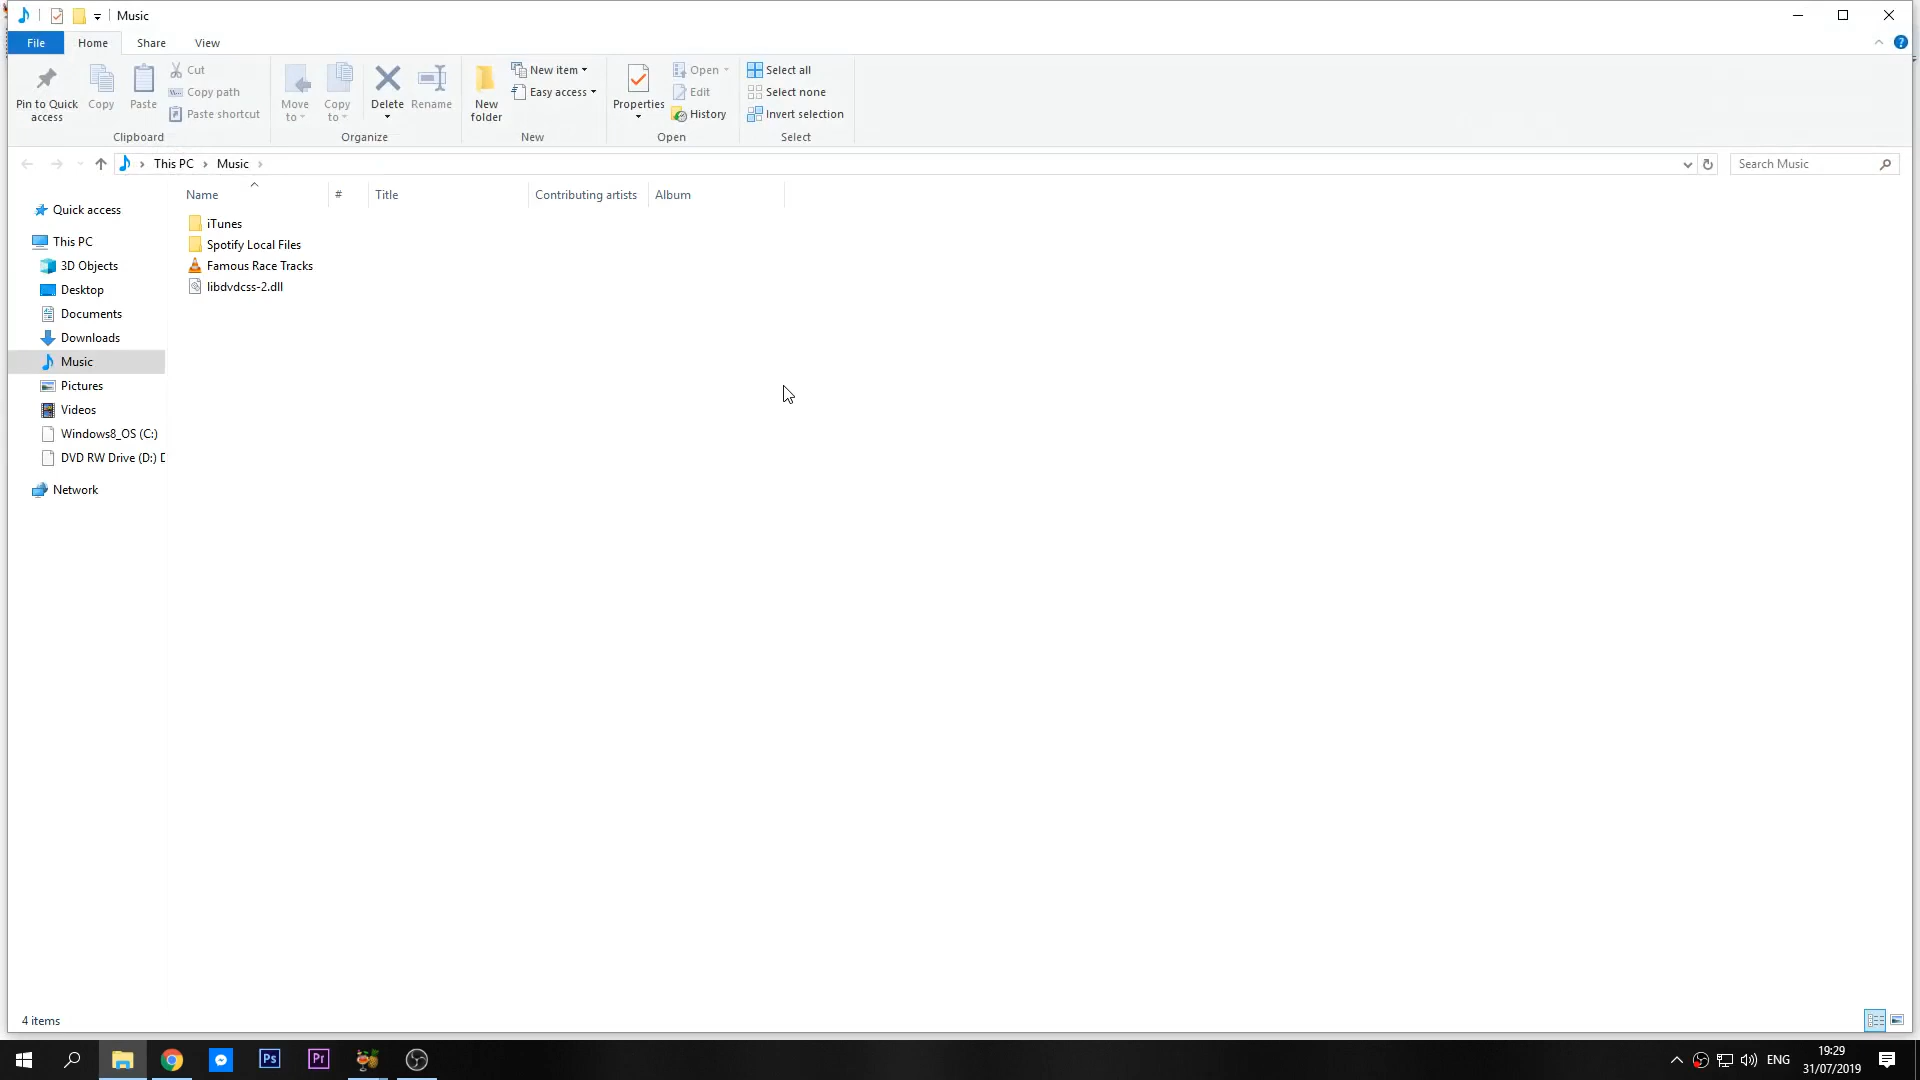 Music
File Home Share View
Pin to Quick access
Copy
Paste
Cut
Copy path
Paste shortcut
Clipboard
Move to
Copy to
Delete
Rename
Organize
New folder
New item
Easy access
New
Properties
Open
Edit
History
Open
Select all
Select none
Invert selection
Select
This PC > Music >
Search Music
Name # Title Contributing artists Album
Quick access
This PC
3D Objects
Desktop
Documents
Downloads
Music
Pictures
Videos
Windows8_OS (C:)
DVD RW Drive (D:) D
Network
iTunes
Spotify Local Files
Famous Race Tracks
libdvdcss-2.dll
4 items
Ps
Pr
ENG
19:29
31/07/2019